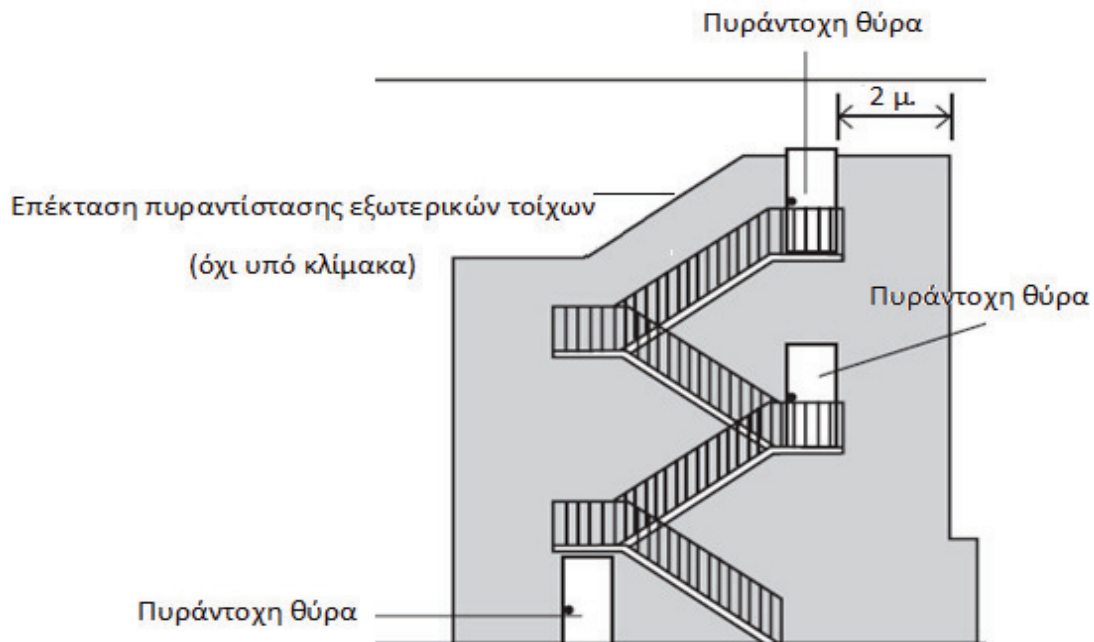 Πυράντοχη θύρα
2 μ.
Επέκταση πυραντίστασης εξωτερικών τοίχων
(όχι υπό κλίμακα)
Πυράντοχη θύρα
Πυράντοχη θύρα